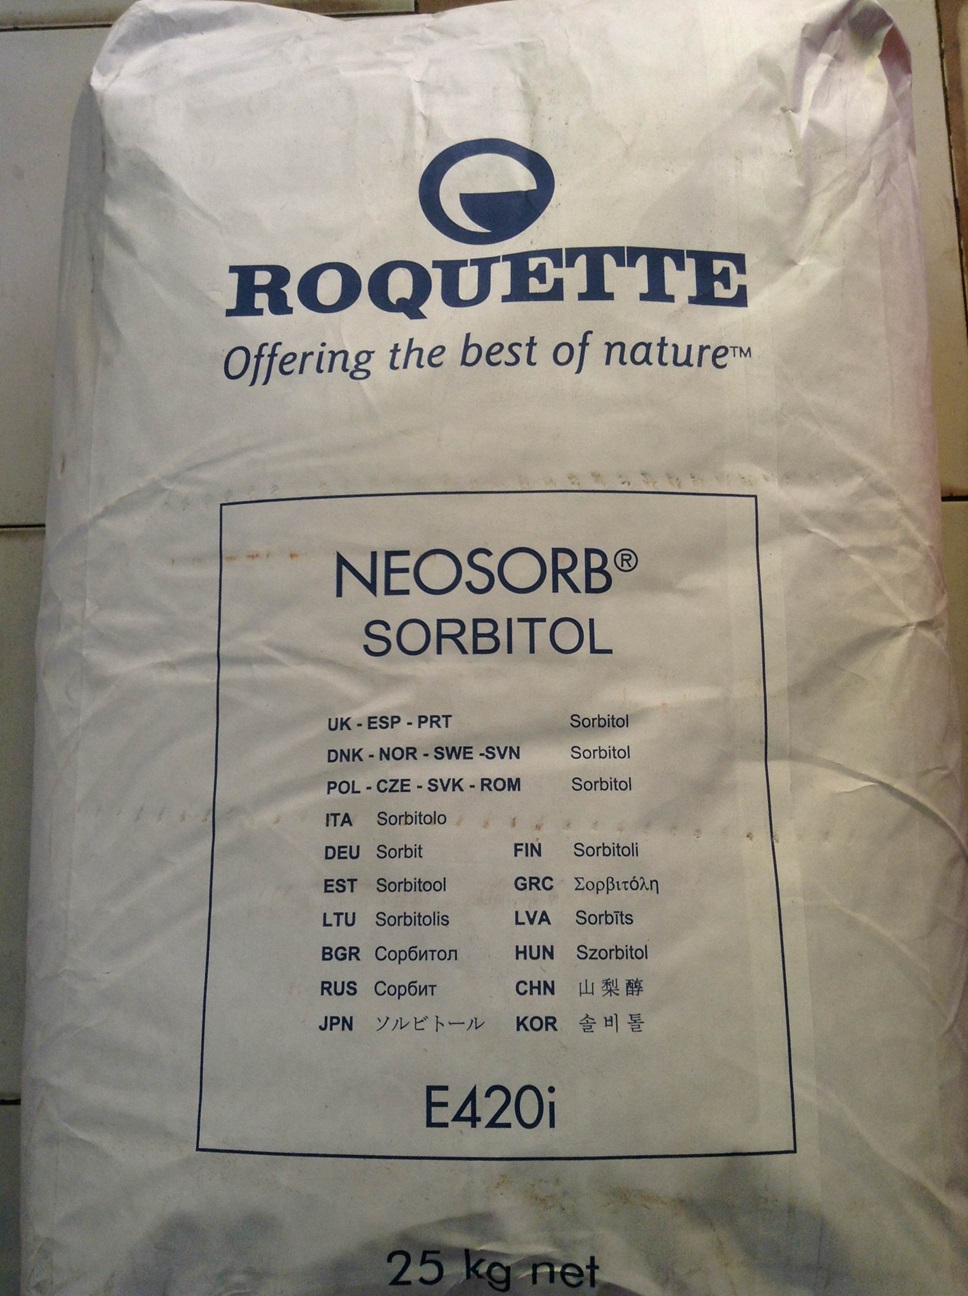 ROQUETTE
Offering the best of nature™
NEOSORB®
SORBITOL
UK - ESP - PRT Sorbitol
DNK - NOR - SWE -SVN Sorbitol
POL - CZE - SVK - ROM Sorbitol
ITA Sorbitolo
DEU Sorbit FIN Sorbitoli
EST Sorbitool GRC Σορβιτόλη
LTU Sorbitolis LVA Sorbīts
BGR Сорбитол HUN Szorbitol
RUS Сорбит CHN 山梨醇
JPN ソルビトール KOR 솔비톨
E420i
25 kg net